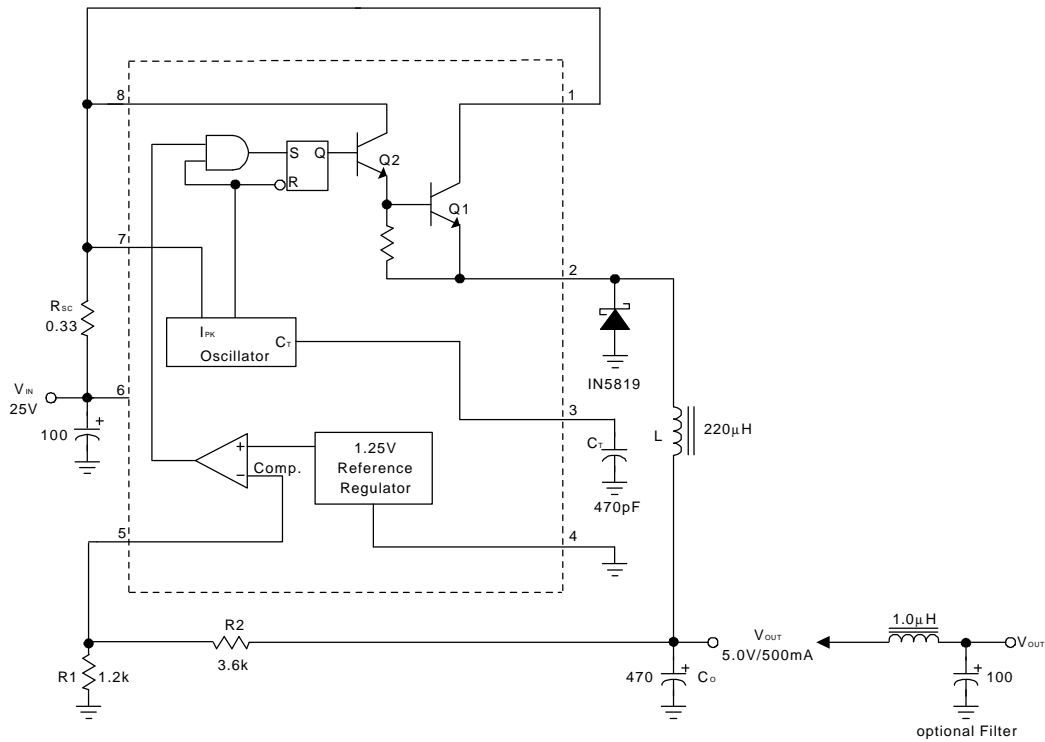 8
1
S Q
R
Q2
Q1
7
2
RSC
0.33
IPK
CT
Oscillator
IN5819
VIN
25V
6
3
100
+
L
220μH
CT
470pF
+
−
Comp.
1.25V
Reference
Regulator
5
4
R2
3.6k
R1
1.2k
VOUT
5.0V/500mA
470
+
CO
1.0μH
VOUT
+
100
optional Filter